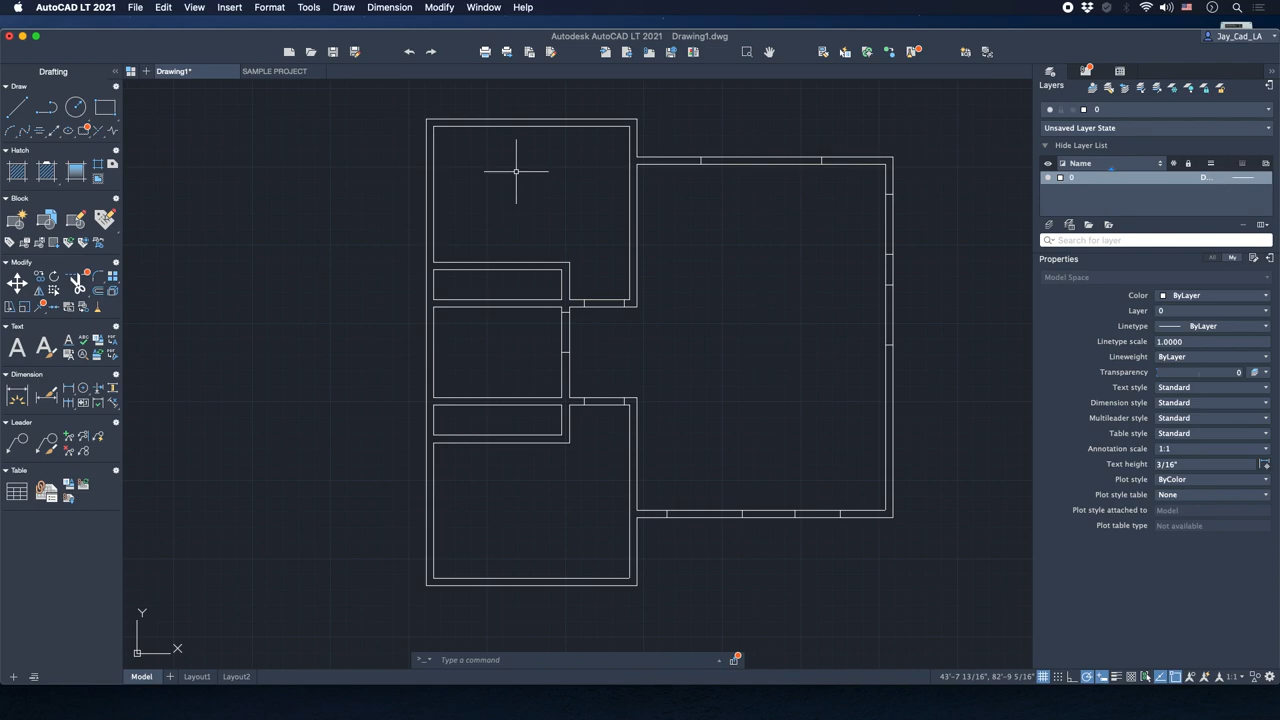 AutoCAD LT 2021 File Edit View Insert Format Tools Draw Dimension Modify Window Help
Autodesk AutoCAD LT 2021 Drawing1.dwg
Jay_Cad_LA
Drafting
Drawing1*
SAMPLE PROJECT
Draw
Hatch
Block
Modify
Text
Dimension
Leader
Table
Y
X
>_ Type a command
Model
Layout1
Layout2
43'-7 13/16", 82'-9 5/16"
1:1
Layers
0
Unsaved Layer State
Hide Layer List
Name
0 D...
Search for layer
Properties
All My
Model Space
Color ByLayer
Layer 0
Linetype ByLayer
Linetype scale 1.0000
Lineweight ByLayer
Transparency 0
Text style Standard
Dimension style Standard
Multileader style Standard
Table style Standard
Annotation scale 1:1
Text height 3/16"
Plot style ByColor
Plot style table None
Plot style attached to Model
Plot table type Not available